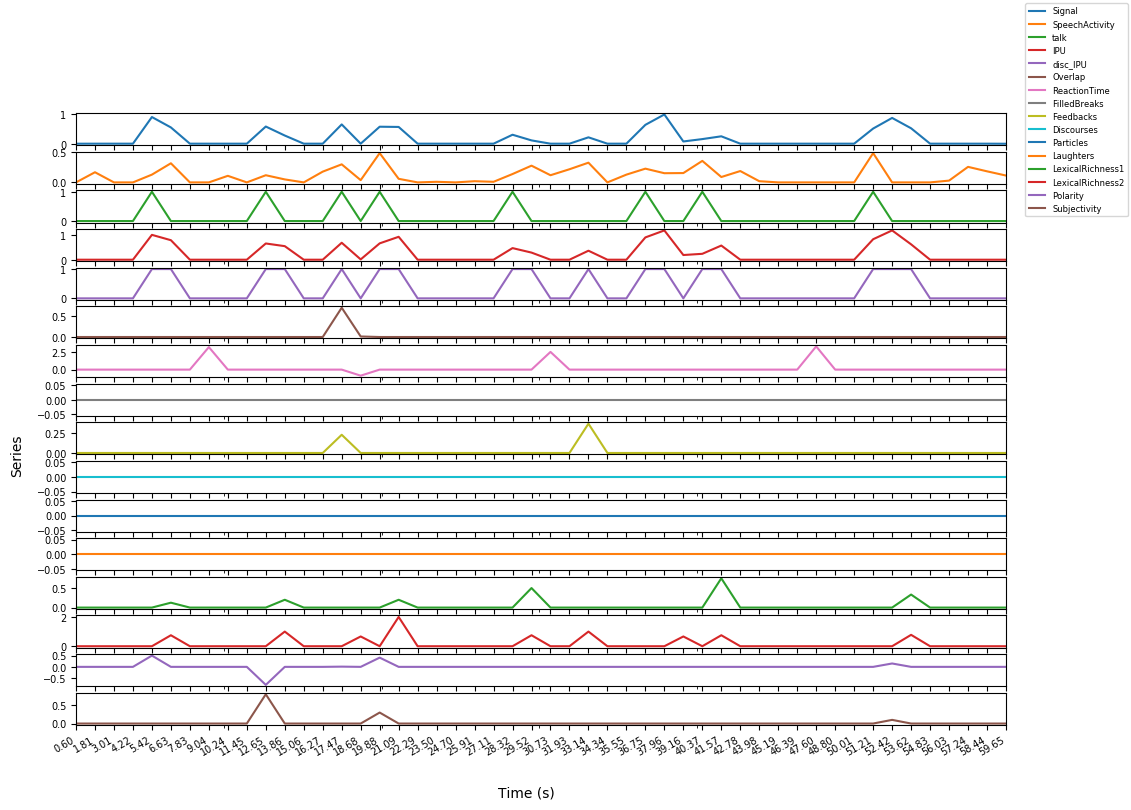 Signal
SpeechActivity
talk
IPU
disc_IPU
Overlap
ReactionTime
FilledBreaks
Feedbacks
Discourses
Particles
Laughters
LexicalRichness1
LexicalRichness2
Polarity
Subjectivity
1
0
0.5
0.0
1
0
1
0
1
0
0.5
0.0
2.5
0.0
0.05
0.00
−0.05
0.25
0.00
0.05
0.00
−0.05
0.05
0.00
−0.05
0.05
0.00
−0.05
0.5
0.0
2
0
0.5
0.0
−0.5
0.5
0.0
Series
0.60 1.81 3.01 4.22 5.42 6.63 7.83 9.04 10.24 11.45 12.65 13.86 15.06 16.27 17.47 18.68 19.88 21.09 22.29 23.50 24.70 25.91 27.11 28.32 29.52 30.73 31.93 33.14 34.34 35.55 36.75 37.96 39.16 40.37 41.57 42.78 43.98 45.19 46.39 47.60 48.80 50.01 51.21 52.42 53.62 54.83 56.03 57.24 58.44 59.65
Time (s)